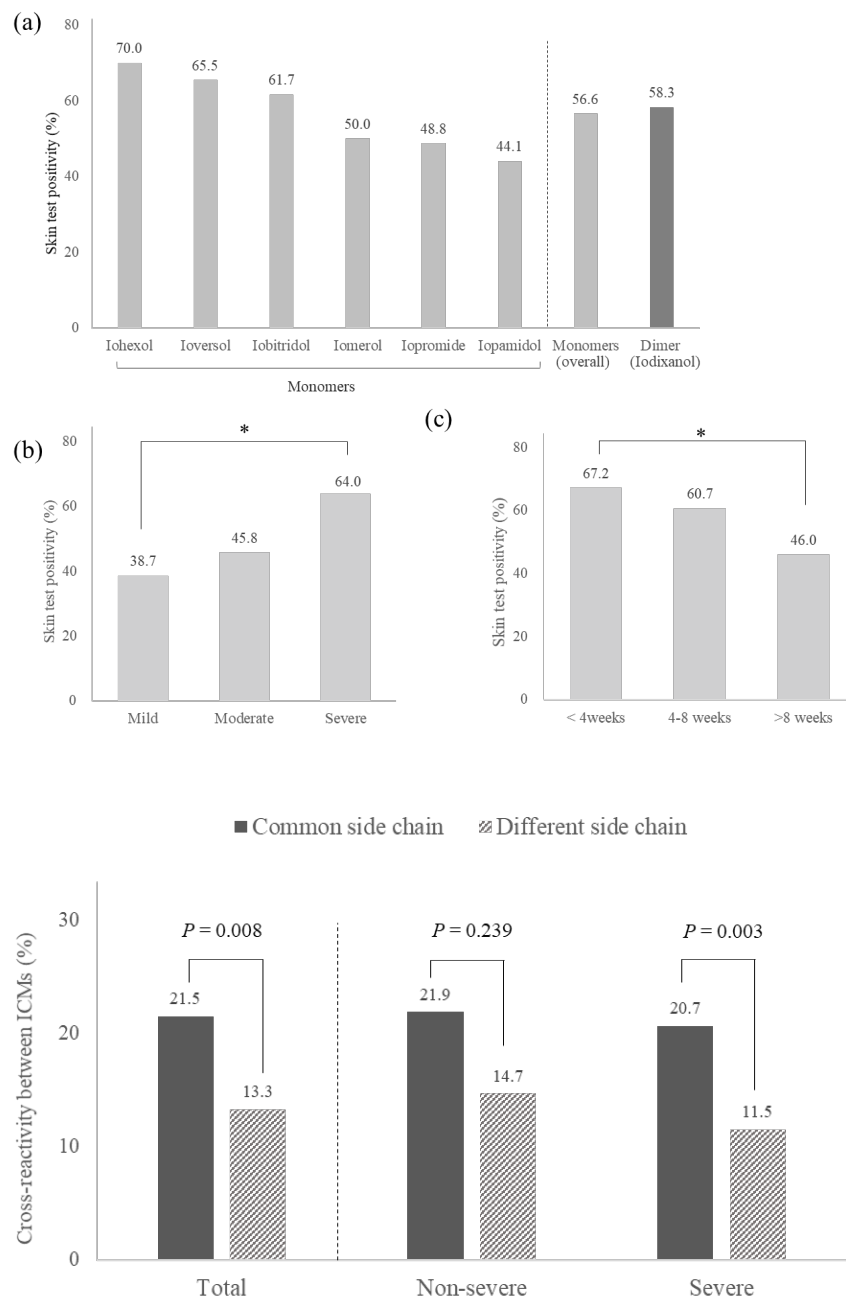 (a)
Skin test positivity (%)
80
60
40
20
0
70.0
65.5
61.7
50.0
48.8
44.1
56.6
58.3
Iohexol Ioversol Iobitridol Iomerol Iopromide Iopamidol Monomers (overall) Dimer (Iodixanol)
Monomers
(b)
Skin test positivity (%)
80
60
40
20
0
*
38.7
45.8
64.0
Mild Moderate Severe
(c)
Skin test positivity (%)
80
60
40
20
0
*
67.2
60.7
46.0
< 4weeks 4-8 weeks >8 weeks
Common side chain Different side chain
Cross-reactivity between ICMs (%)
30
20
10
0
P = 0.008 P = 0.239 P = 0.003
21.5
13.3
21.9
14.7
20.7
11.5
Total Non-severe Severe